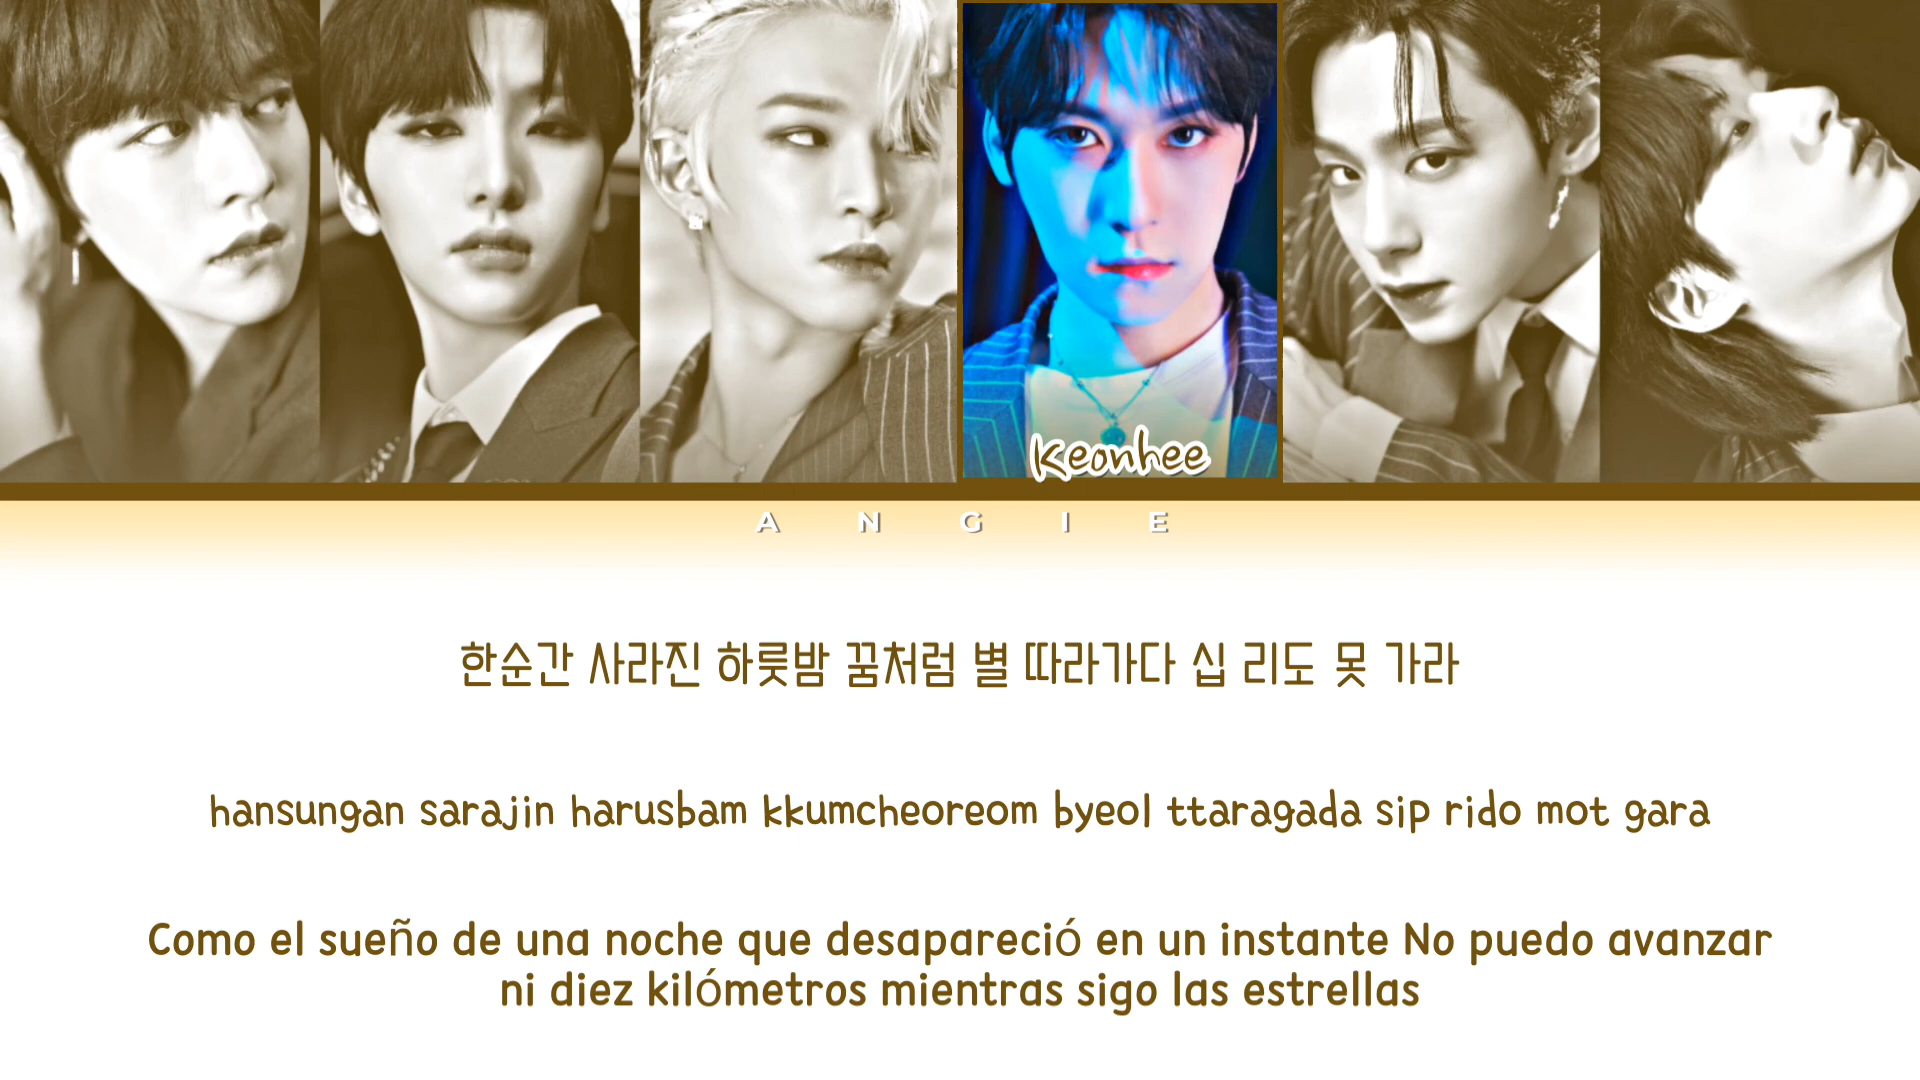 Keonhee
A N G I E
한순간 사라진 하룻밤 꿈처럼 별 따라가다 십 리도 못 가라
hansungan sarajin harusbam kkumcheoreom byeol ttaragada sip rido mot gara
Como el sueño de una noche que desapareció en un instante No puedo avanzar
ni diez kilómetros mientras sigo las estrellas